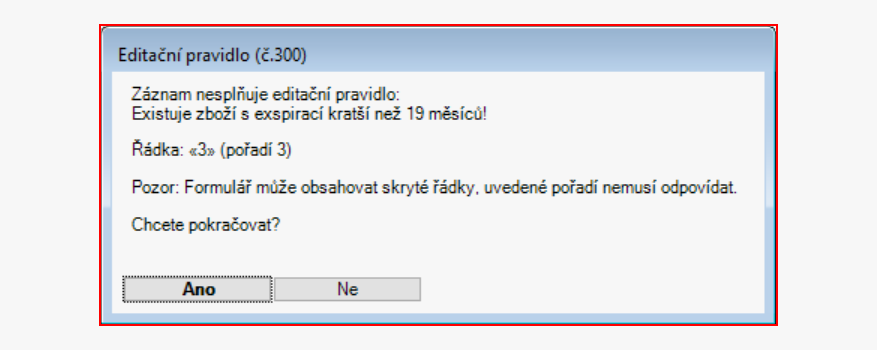 Editační pravidlo (č.300)
Záznam nesplňuje editační pravidlo:
Existuje zboží s exspirací kratší než 19 měsíců!
Řádka: «3» (pořadí 3)
Pozor: Formulář může obsahovat skryté řádky, uvedené pořadí nemusí odpovídat.
Chcete pokračovat?
Ano
Ne